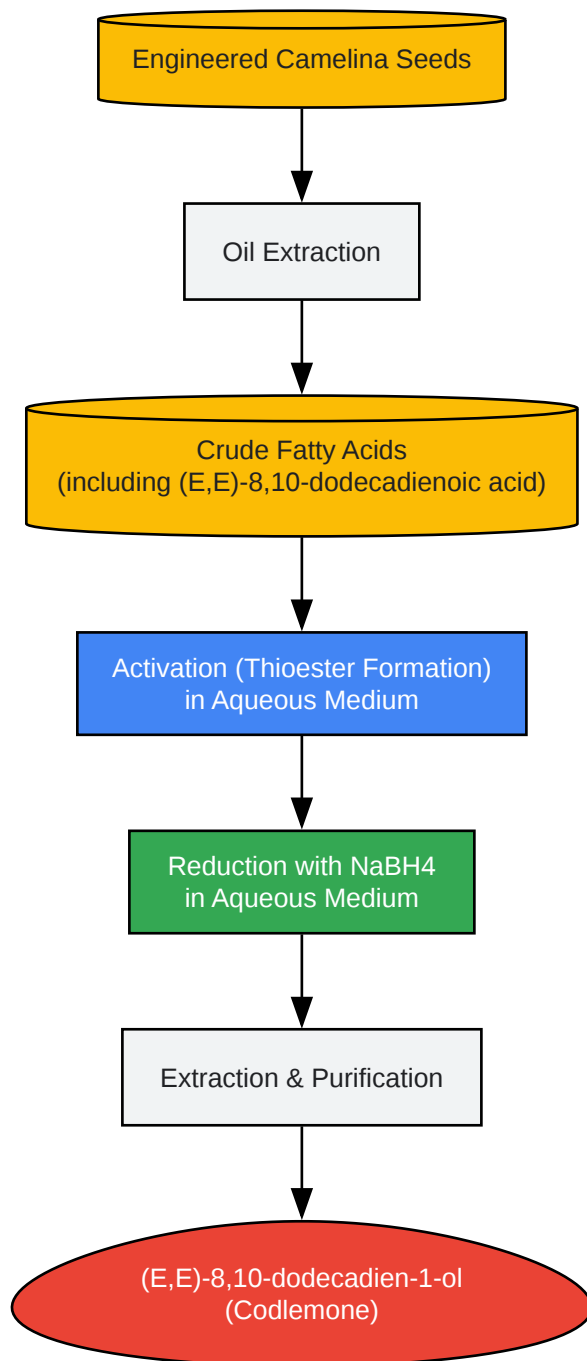 Engineered Camelina Seeds
Oil Extraction
Crude Fatty Acids
(including (E,E)-8,10-dodecadienoic acid)
Activation (Thioester Formation)
in Aqueous Medium
Reduction with NaBH4
in Aqueous Medium
Extraction & Purification
(E,E)-8,10-dodecadien-1-ol
(Codlemone)